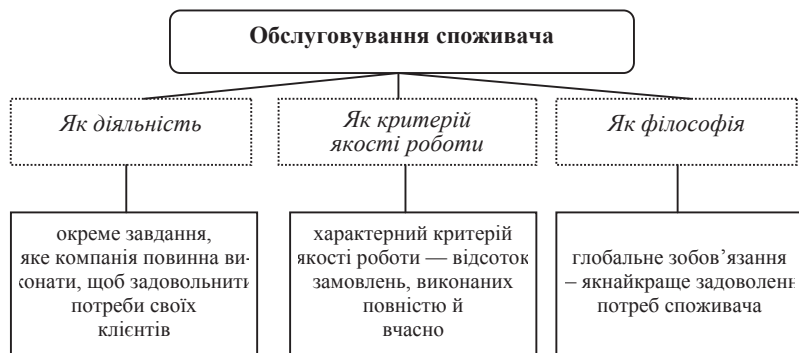 Обслуговування споживача
Як діяльність
Як критерій
якості роботи
Як філософія
окреме завдання,
яке компанія повинна ви-
конати, щоб задовольнити
потреби своїх
клієнтів
характерний критерій
якості роботи — відсоток
замовлень, виконаних
повністю й
вчасно
глобальне зобов’язання
– якнайкраще задоволенн
потреб споживача